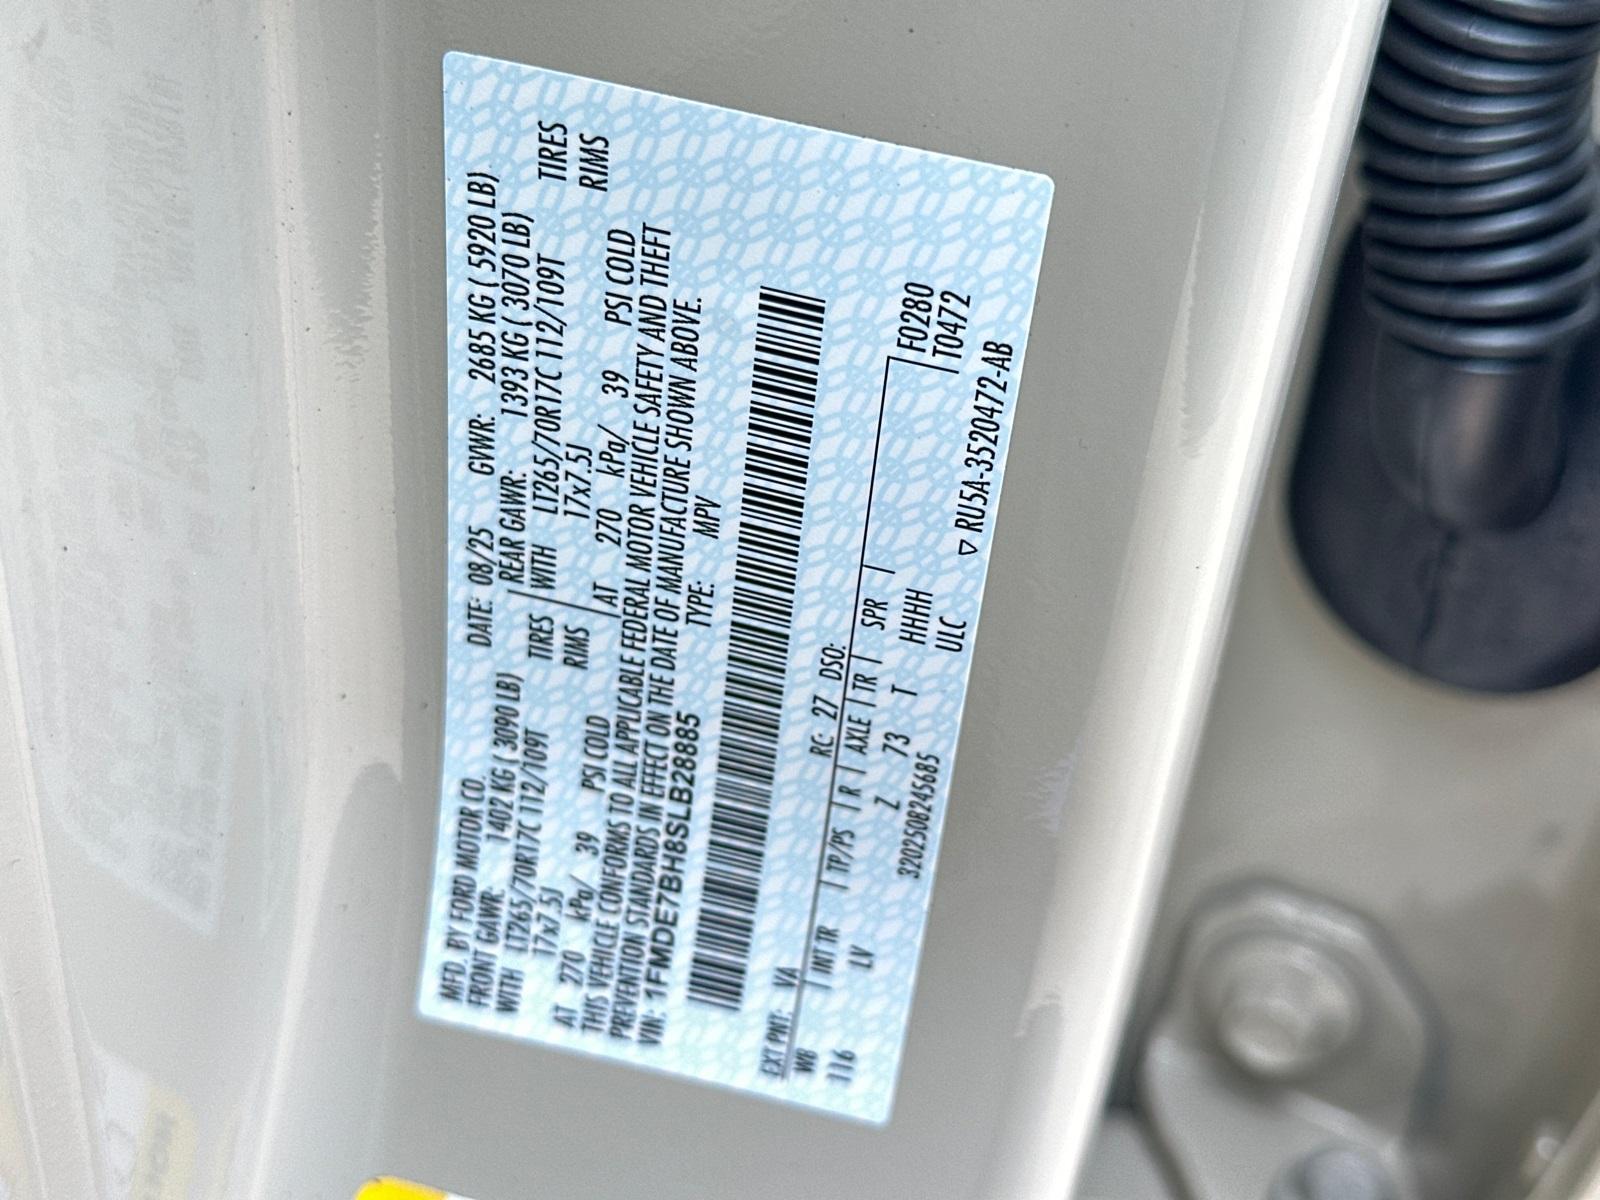 MFD. BY FORD MOTOR CO.
DATE: 08/25 GVWR: 2685 KG ( 5920 LB)
FRONT GAWR: 1402 KG ( 3090 LB)
REAR GAWR: 1393 KG ( 3070 LB)
WITH LT265/70R17C 112/109T TIRES
WITH LT265/70R17C 112/109T TIRES
17x7.5J RIMS
17x7.5J RIMS
AT 270 kPa/ 39 PSI COLD
AT 270 kPa/ 39 PSI COLD
THIS VEHICLE CONFORMS TO ALL APPLICABLE FEDERAL MOTOR VEHICLE SAFETY AND THEFT
PREVENTION STANDARDS IN EFFECT ON THE DATE OF MANUFACTURE SHOWN ABOVE.
VIN: 1FMDE7BH8SLB28885 TYPE: MPV
EXT PNT: VA RC: 27 DSO:
WB INT TR TP/PS R AXLE TR SPR
116 LV Z 73 T HHHH F0280
ULC T0472
3202508245685 ▽ RU5A-3520472-AB